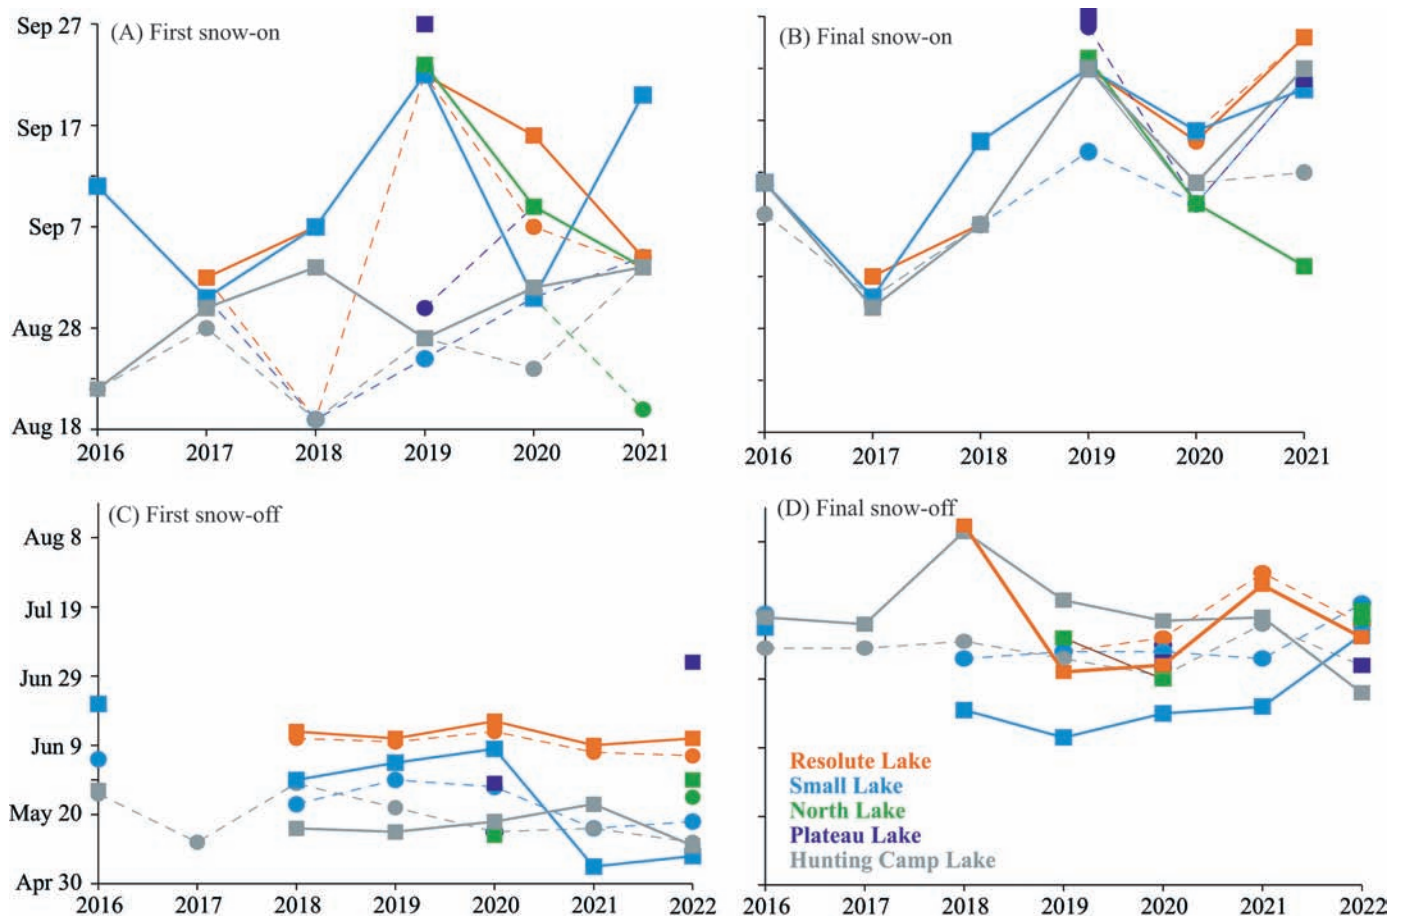 (A) First snow-on
Sep 27
Sep 17
Sep 7
Aug 28
Aug 18
2016 2017 2018 2019 2020 2021
(B) Final snow-on
2016 2017 2018 2019 2020 2021
(C) First snow-off
Aug 8
Jul 19
Jun 29
Jun 9
May 20
Apr 30
2016 2017 2018 2019 2020 2021 2022
(D) Final snow-off
Resolute Lake
Small Lake
North Lake
Plateau Lake
Hunting Camp Lake
2016 2017 2018 2019 2020 2021 2022